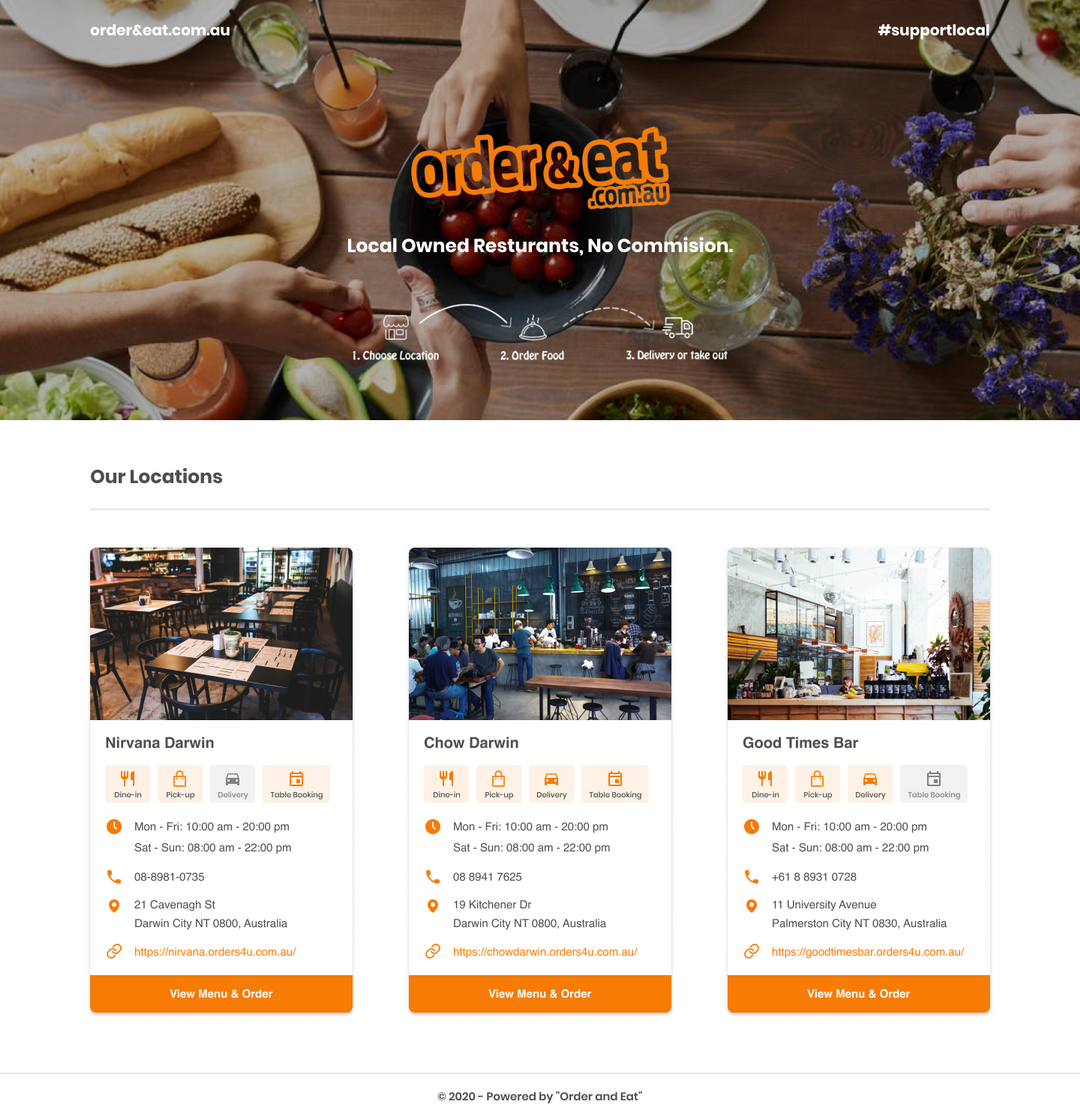 order&eat.com.au
#supportlocal
order & eat
.com.au
Local Owned Resturants, No Commision.
1. Choose Location
2. Order Food
3. Delivery or take out
Our Locations
Nirvana Darwin
Dine-in
Pick-up
Delivery
Table Booking
Mon - Fri: 10:00 am - 20:00 pm
Sat - Sun: 08:00 am - 22:00 pm
08-8981-0735
21 Cavenagh St
Darwin City NT 0800, Australia
https://nirvana.orders4u.com.au/
View Menu & Order
Chow Darwin
Dine-in
Pick-up
Delivery
Table Booking
Mon - Fri: 10:00 am - 20:00 pm
Sat - Sun: 08:00 am - 22:00 pm
08 8941 7625
19 Kitchener Dr
Darwin City NT 0800, Australia
https://chowdarwin.orders4u.com.au/
View Menu & Order
Good Times Bar
Dine-in
Pick-up
Delivery
Table Booking
Mon - Fri: 10:00 am - 20:00 pm
Sat - Sun: 08:00 am - 22:00 pm
+61 8 8931 0728
11 University Avenue
Palmerston City NT 0830, Australia
https://goodtimesbar.orders4u.com.au/
View Menu & Order
© 2020 - Powered by "Order and Eat"